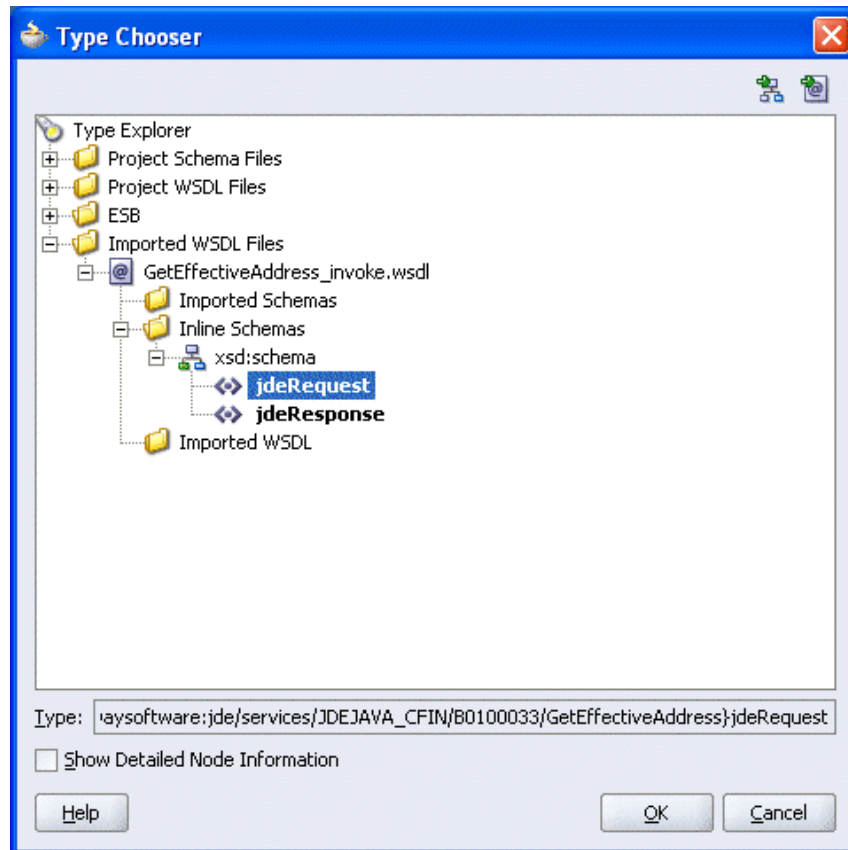 Type Chooser
Type Explorer
Project Schema Files
Project WSDL Files
ESB
Imported WSDL Files
GetEffectiveAddress_invoke.wsdl
Imported Schemas
Inline Schemas
xsd:schema
jdeRequest
jdeResponse
Imported WSDL
Type: aysoftware:jde/services/JDEJAVA_CFIN/B0100033/GetEffectiveAddress}jdeRequest
Show Detailed Node Information
Help OK Cancel